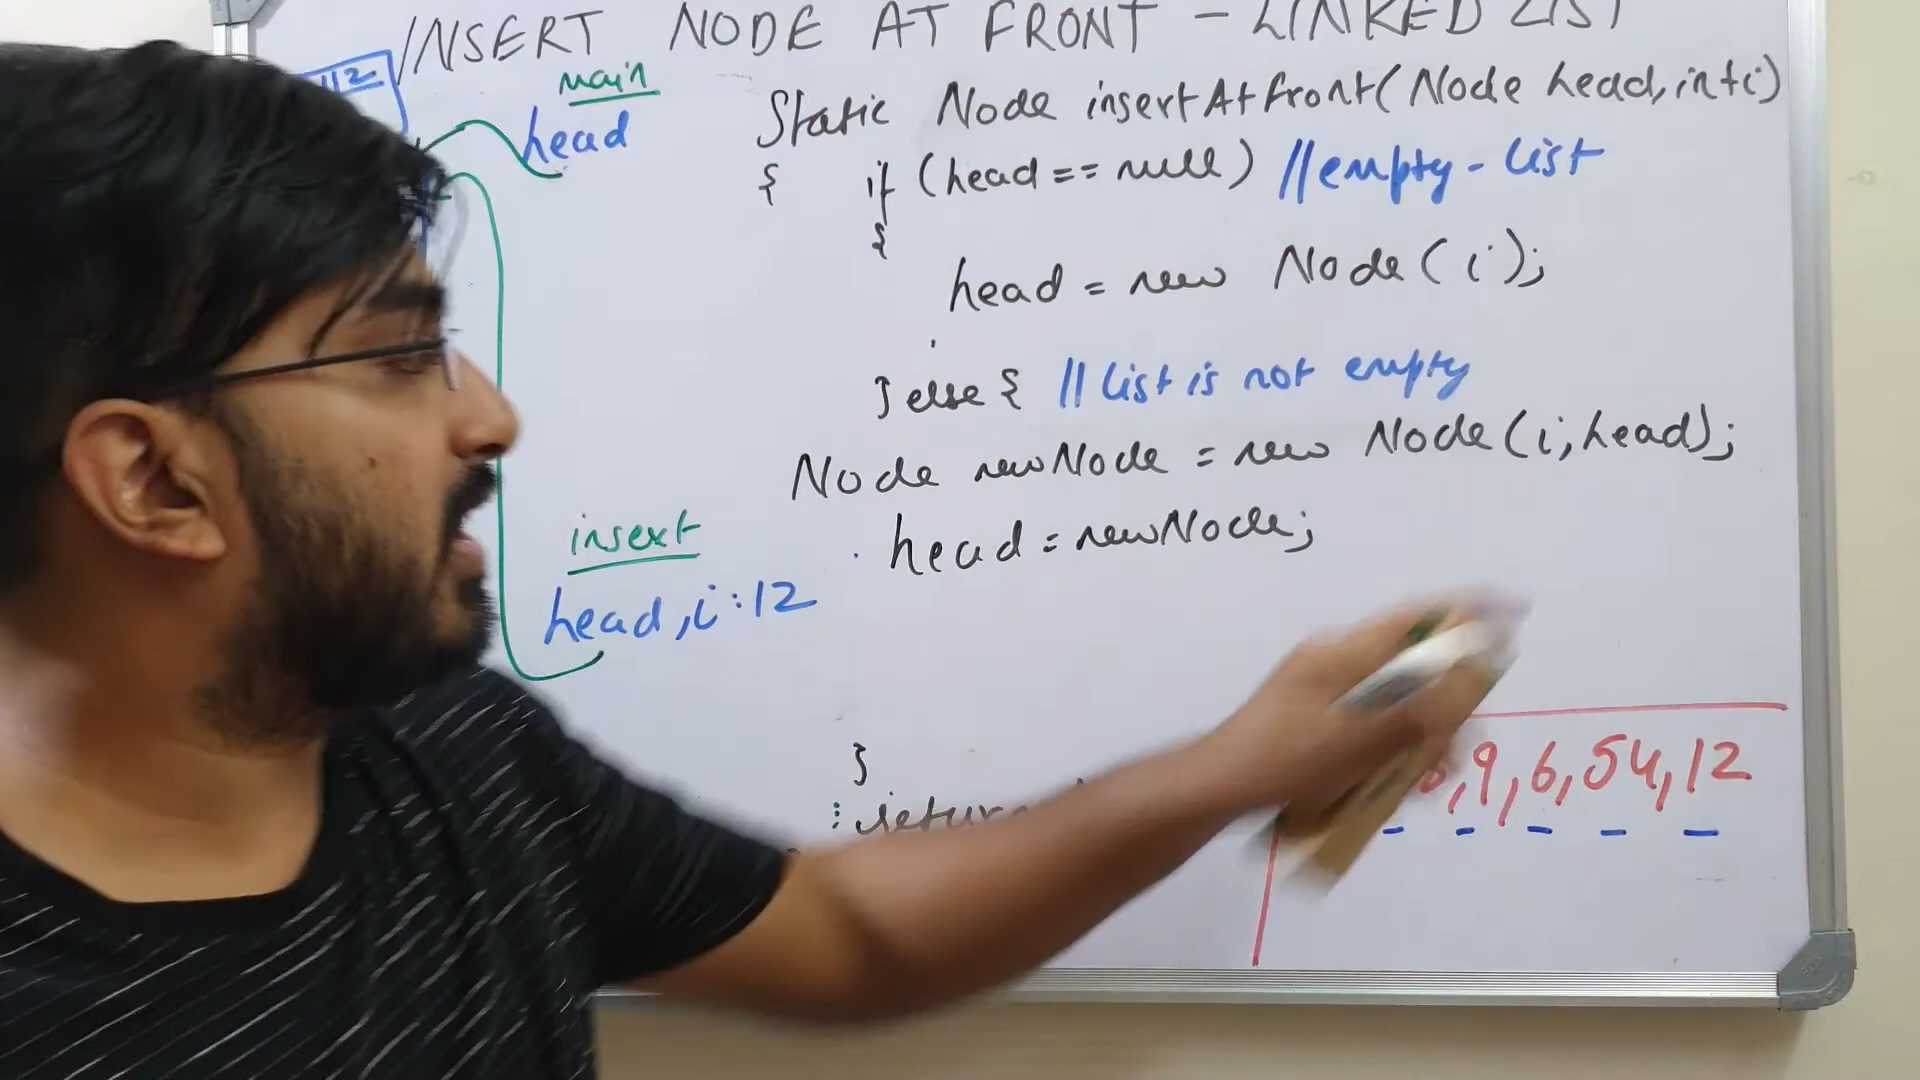 INSERT NODE AT FRONT - LINKED LIST
112
main
head
Static Node insertAtfront(Node head, int i)
{ if (head == null) //empty-list
{
head = new Node(i);
} else { // List is not empty
Node newNode = new Node(i, head);
head = newNode;
insert
head, i:12
}
,9,6,54,12